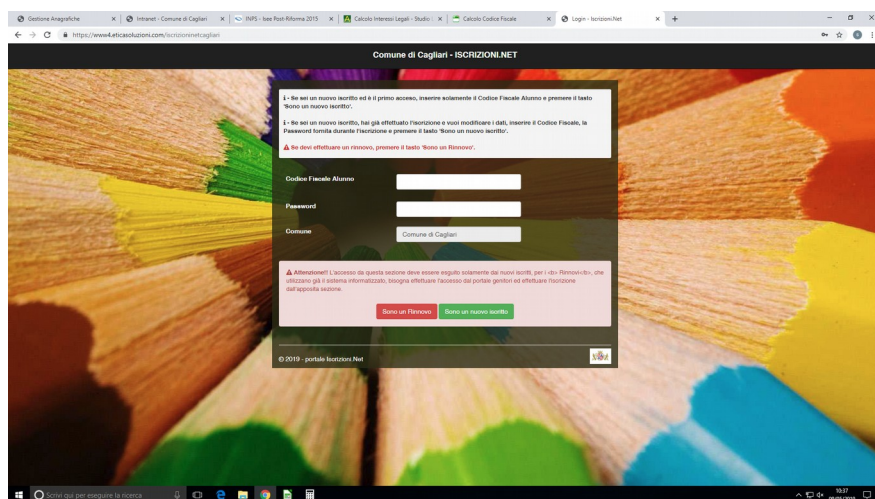 Gestione Anagrafiche
Intranet - Comune di Cagliari
INPS - Isee Post-Riforma 2015
Calcolo Interessi Legali - Studio
Calcolo Codice Fiscale
Login - Iscrizioni.Net
https://www4.eticasoluzioni.com/iscrizioninetcagliari
Comune di Cagliari - ISCRIZIONI.NET
i - Se sei un nuovo iscritto ed è il primo accesso, inserire solamente il Codice Fiscale Alunno e premere il tasto
'Sono un nuovo iscritto'.
i - Se sei un nuovo iscritto, hai già effettuato l'iscrizione e vuoi modificare i dati, inserire il Codice Fiscale, la
Password fornita durante l'iscrizione e premere il tasto 'Sono un nuovo iscritto'.
Se devi effettuare un rinnovo, premere il tasto 'Sono un Rinnovo'.
Codice Fiscale Alunno
Password
Comune
Comune di Cagliari
Attenzione!! L'accesso da questa sezione deve essere esguito solamente dai nuovi iscritti, per i <b> Rinnovi<b>, che
utilizzano già il sistema informatizzato, bisogna effettuare l'accesso dal portale genitori ed effettuare l'iscrizione
dall'apposita sezione.
Sono un Rinnovo
Sono un nuovo iscritto
© 2019 - portale Iscrizioni.Net
Scrivi qui per eseguire la ricerca
10:37